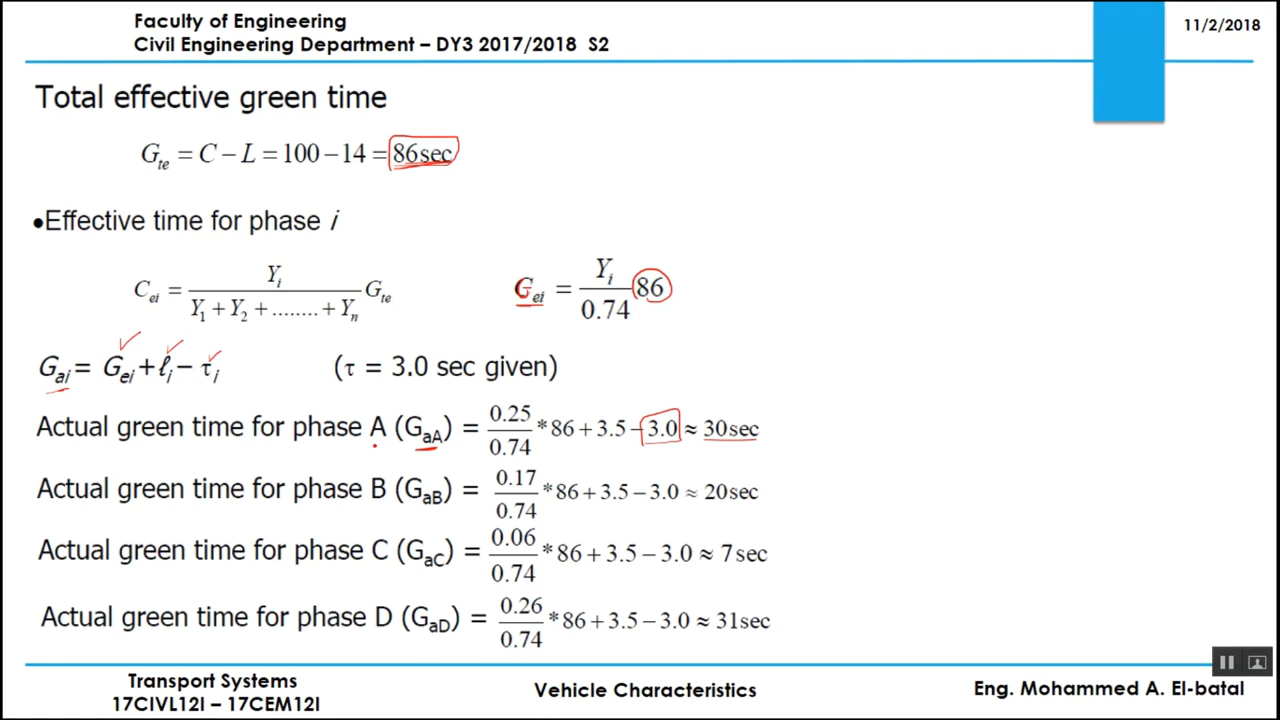 Faculty of Engineering
Civil Engineering Department – DY3 2017/2018 S2
11/2/2018
Total effective green time
G_te = C − L = 100 − 14 = 86sec
•Effective time for phase i
C_ei = Y_i / (Y_1 + Y_2 + ........ + Y_n) G_te
G_ei = Y_i / 0.74 86
G_ai = G_ei + ℓ_i − τ_i (τ = 3.0 sec given)
Actual green time for phase A (G_aA) = 0.25 / 0.74 * 86 + 3.5 − 3.0 ≈ 30sec
Actual green time for phase B (G_aB) = 0.17 / 0.74 * 86 + 3.5 − 3.0 ≈ 20sec
Actual green time for phase C (G_aC) = 0.06 / 0.74 * 86 + 3.5 − 3.0 ≈ 7sec
Actual green time for phase D (G_aD) = 0.26 / 0.74 * 86 + 3.5 − 3.0 ≈ 31sec
Transport Systems
17CIVL12I – 17CEM12I
Vehicle Characteristics
Eng. Mohammed A. El-batal